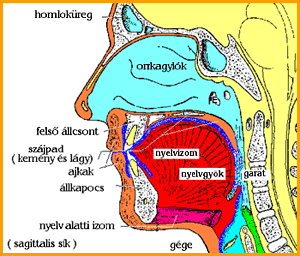 homloküreg
orrkagylók
felső állcsont
szájpad
( kemény és lágy)
ajkak
állkapocs
nyelvizom
nyelvgyök
garat
nyelv alatti izom
( sagittalis sík )
gége